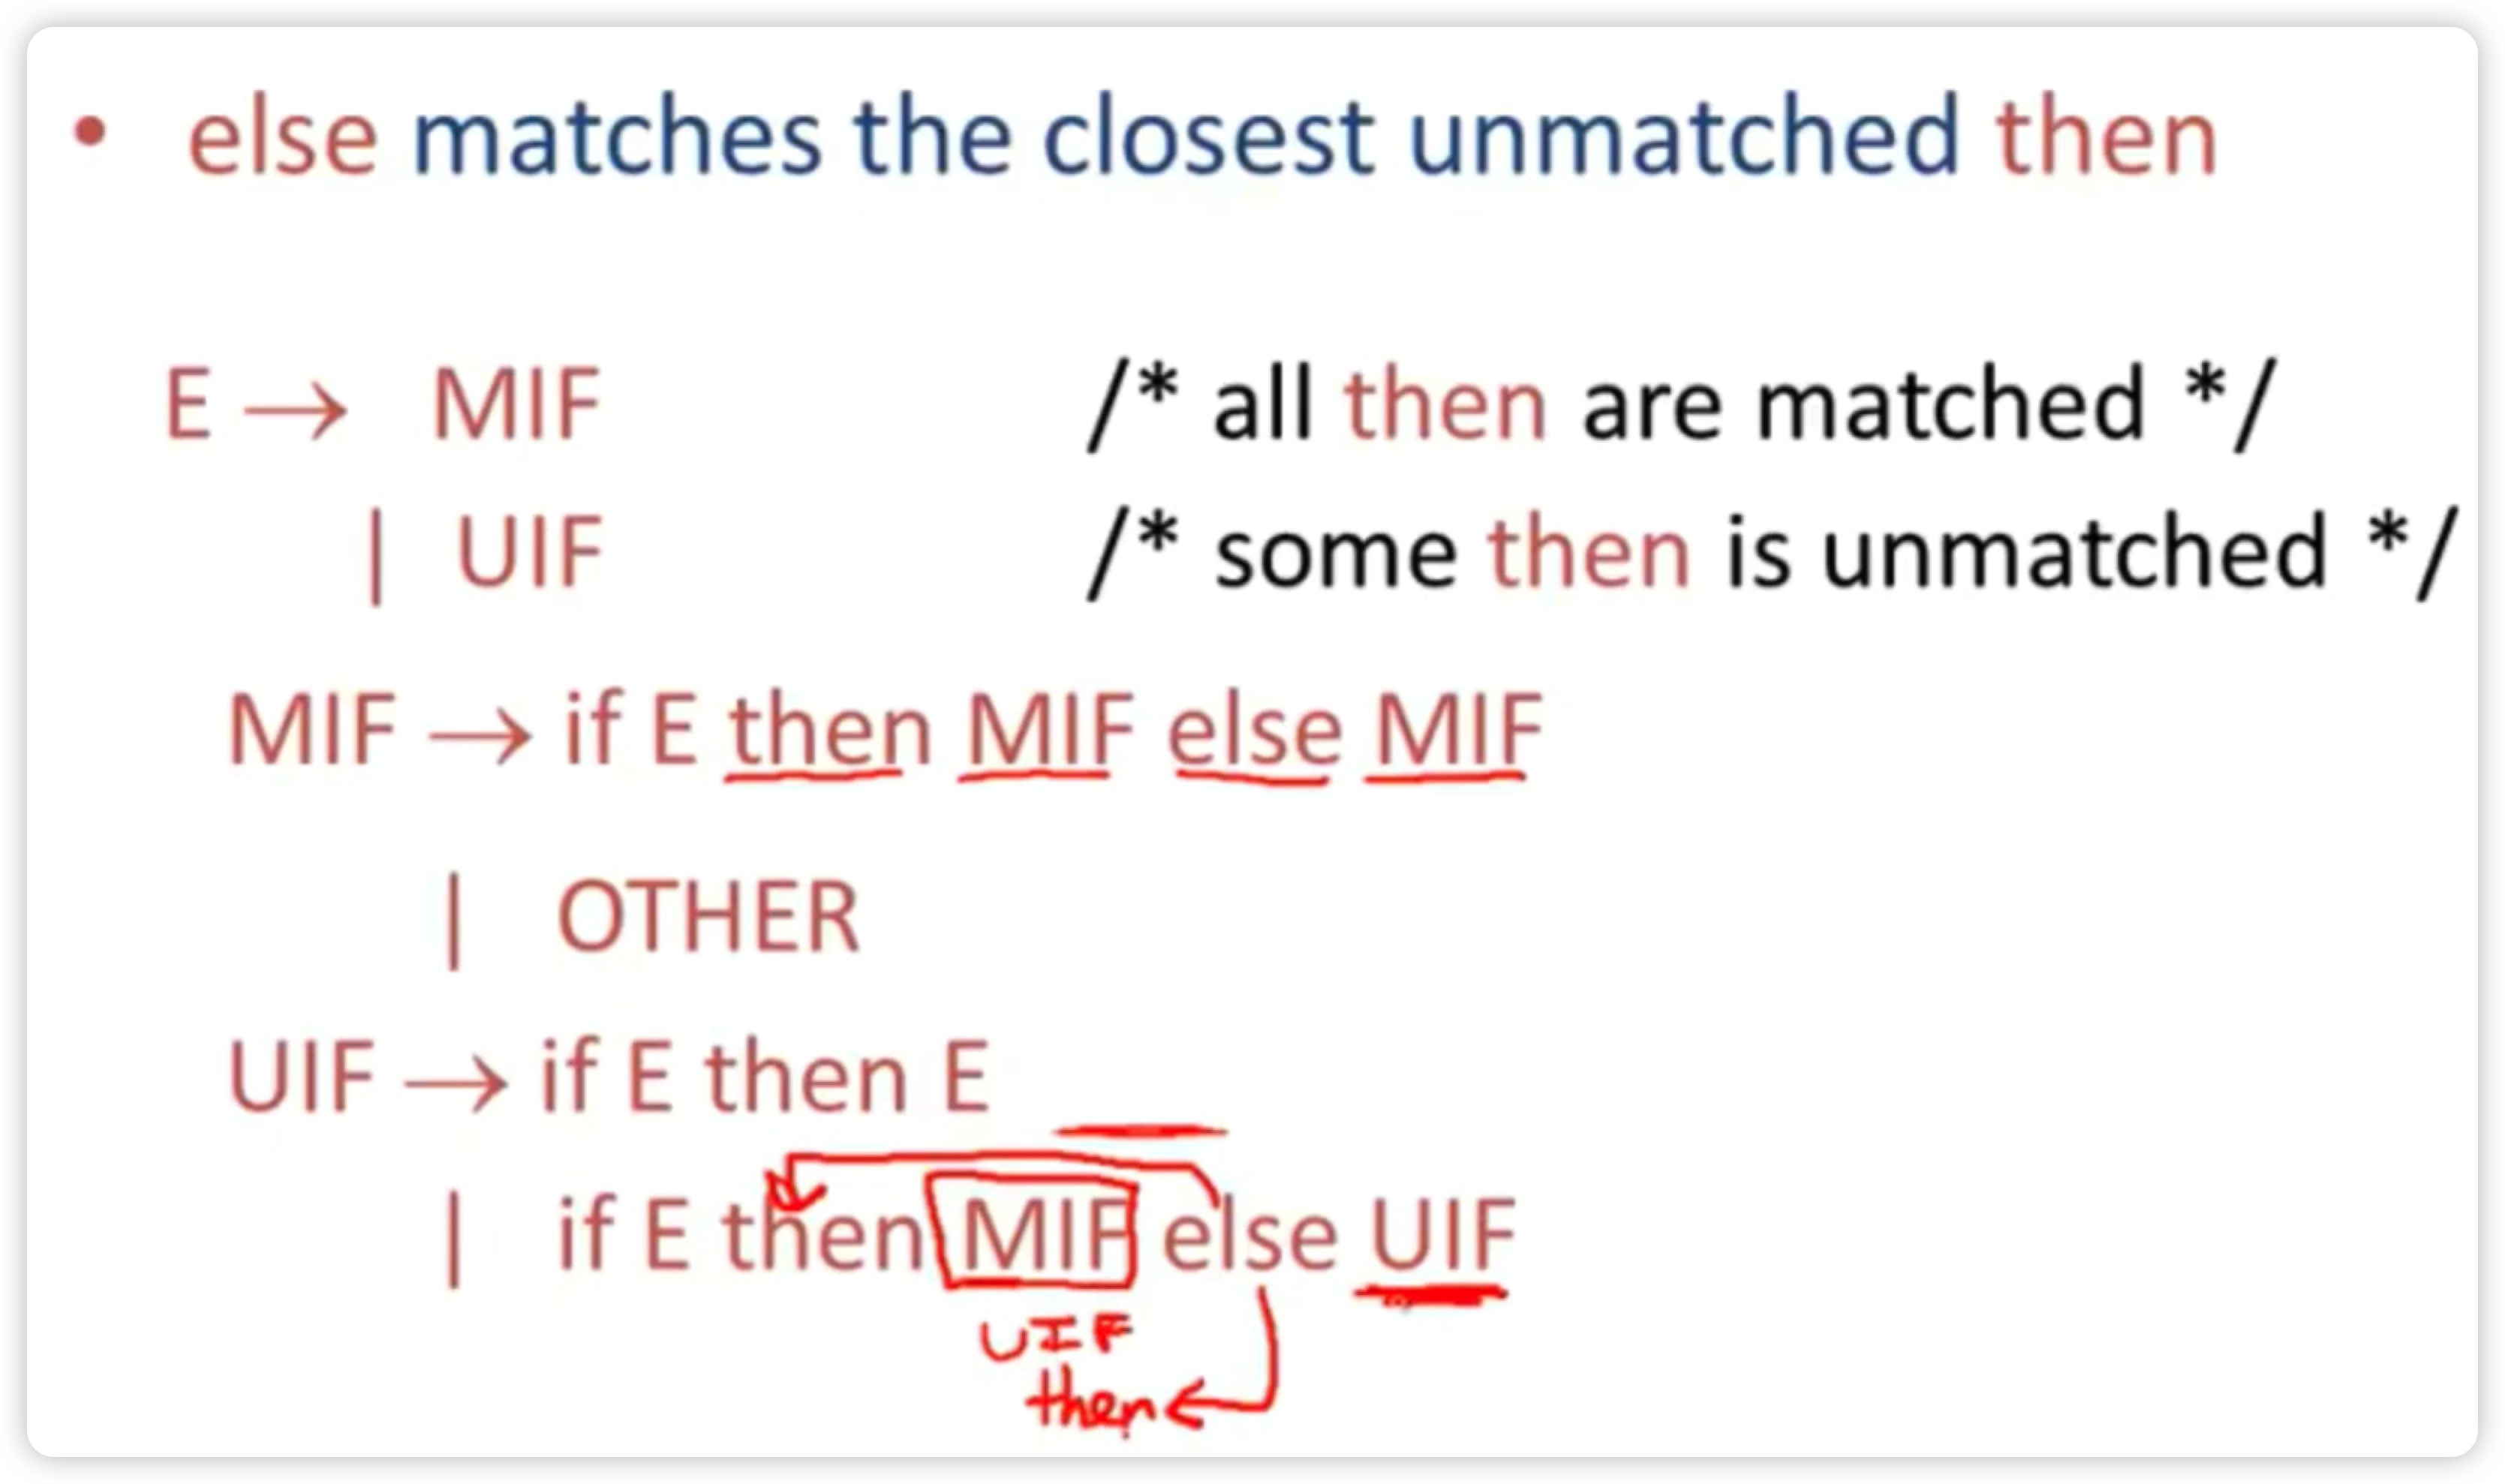 • else matches the closest unmatched then
E → MIF /* all then are matched */
| UIF /* some then is unmatched */
MIF → if E then MIF else MIF
| OTHER
UIF → if E then E
| if E then MIF else UIF
UIF
then